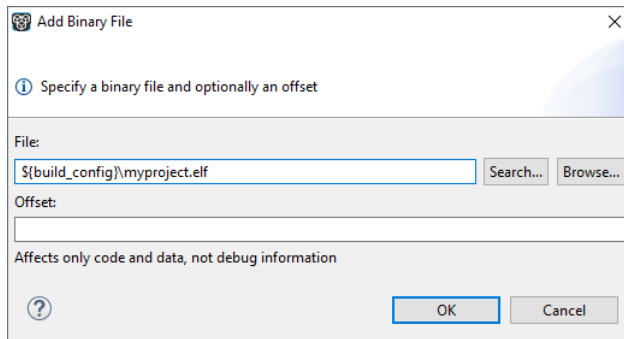 Add Binary File
Specify a binary file and optionally an offset
File:
${build_config}\myproject.elf
Search...
Browse...
Offset:
Affects only code and data, not debug information
OK
Cancel